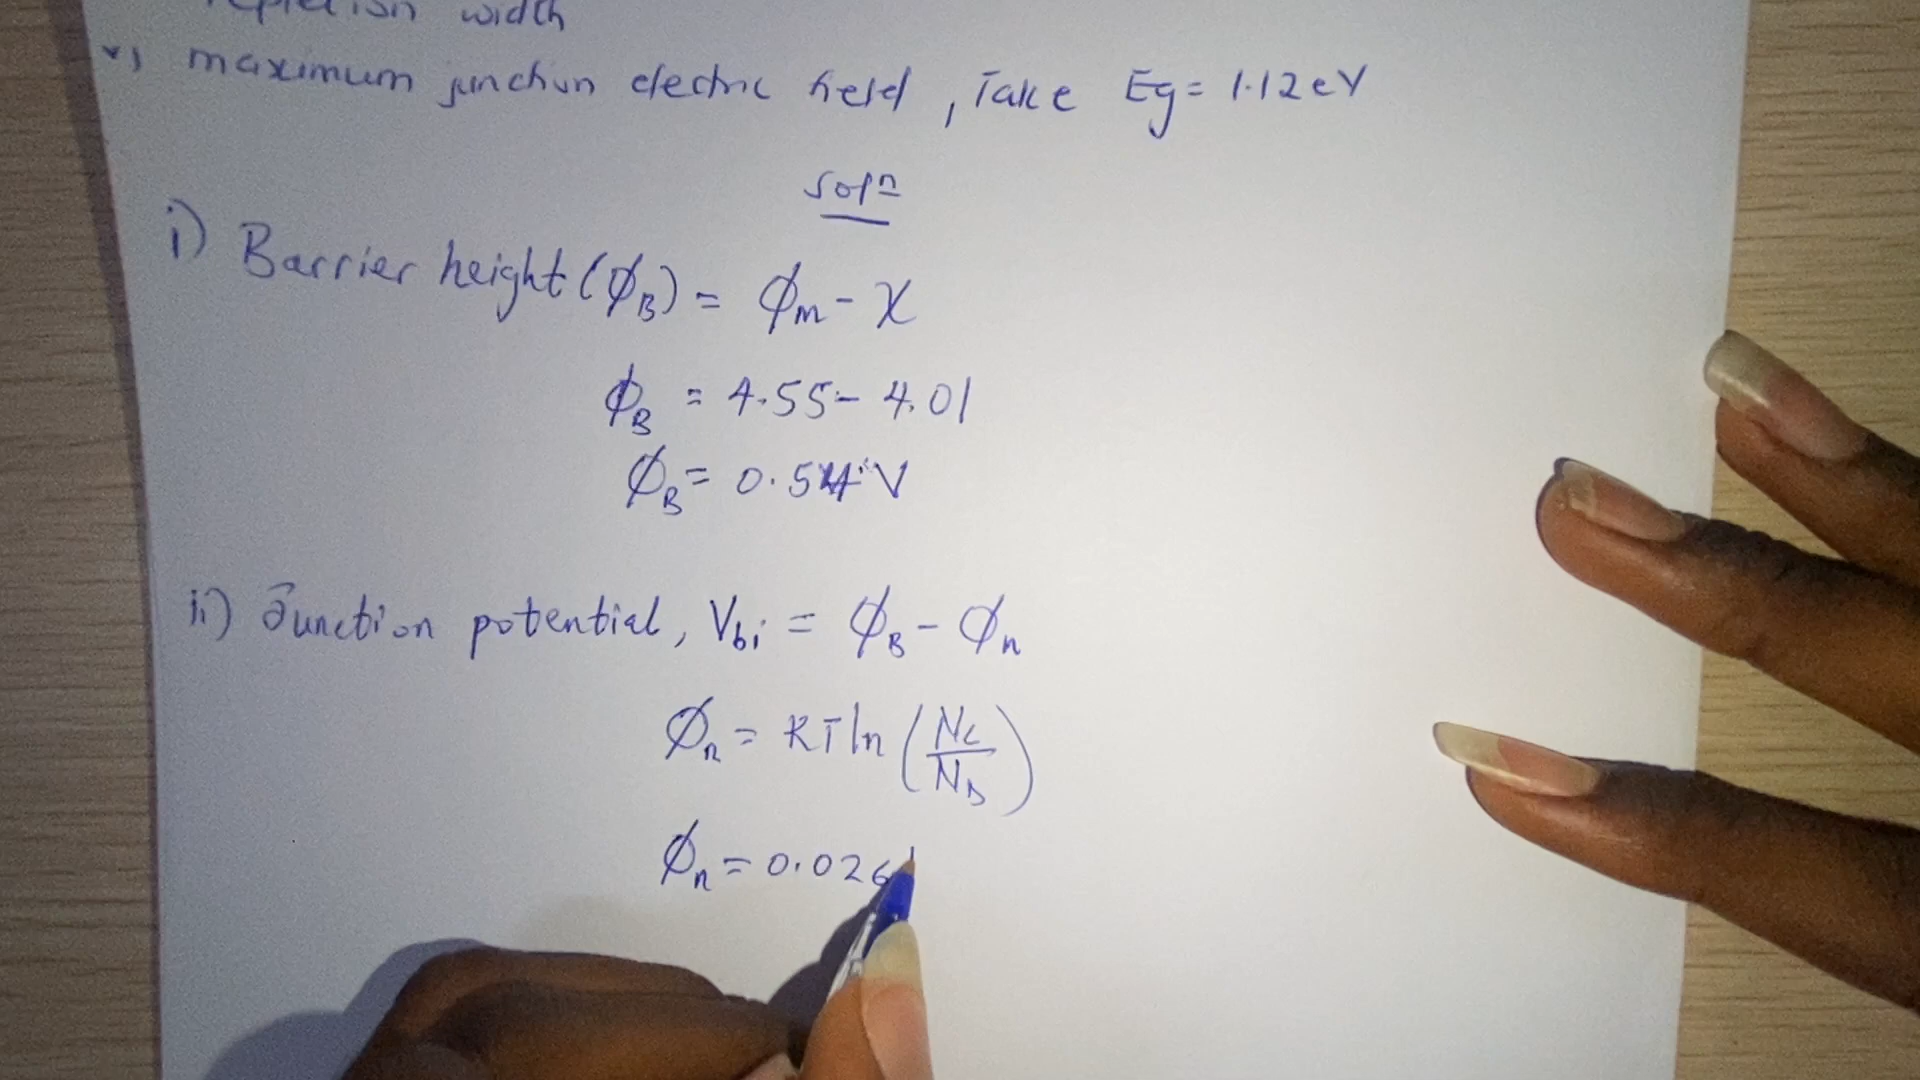 width
v) maximum junction electric field, Take Eg = 1.12eV
Soln
i) Barrier height (ϕB) = ϕm - χ
ϕB = 4.55 - 4.01
ϕB = 0.54 V
ii) Junction potential, Vbi = ϕB - ϕn
ϕn = KT ln (Nc/ND)
ϕn = 0.026